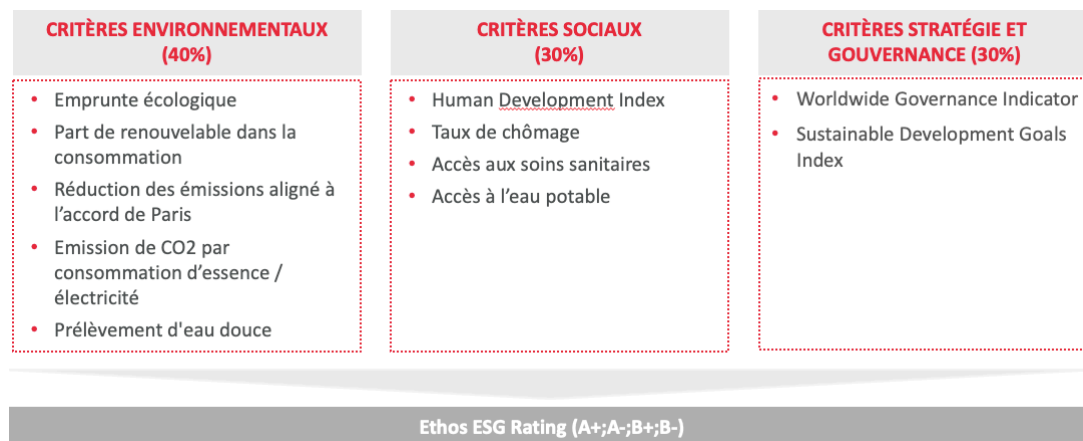 CRITÈRES ENVIRONNEMENTAUX
(40%)
• Emprunte écologique
• Part de renouvelable dans la
consommation
• Réduction des émissions aligné à
l’accord de Paris
• Emission de CO2 par
consommation d’essence /
électricité
• Prélèvement d'eau douce
CRITÈRES SOCIAUX
(30%)
• Human Development Index
• Taux de chômage
• Accès aux soins sanitaires
• Accès à l’eau potable
CRITÈRES STRATÉGIE ET
GOUVERNANCE (30%)
• Worldwide Governance Indicator
• Sustainable Development Goals
Index
Ethos ESG Rating (A+;A-;B+;B-)